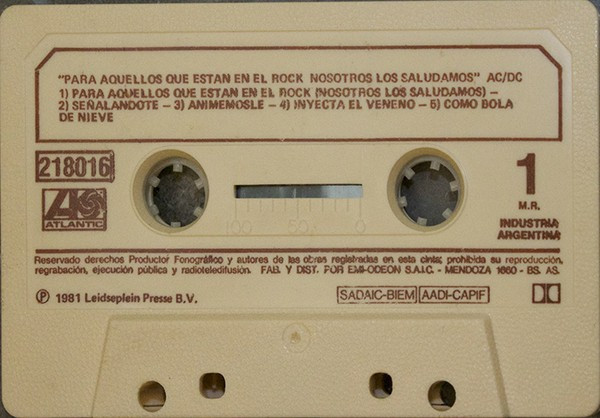 "PARA AQUELLOS QUE ESTAN EN EL ROCK NOSOTROS LOS SALUDAMOS" AC/DC
1) PARA AQUELLOS QUE ESTAN EN EL ROCK (NOSOTROS LOS SALUDAMOS) –
2) SEÑALANDOTE – 3) ANIMEMOSLE – 4) INYECTA EL VENENO – 5) COMO BOLA
DE NIEVE
218016
ATLANTIC
100 50 0
1
M.R.
INDUSTRIA
ARGENTINA
Reservado derechos Productor Fonográfico y autores de las obras registradas en esta cinta; prohibida su reproducción,
regrabación, ejecución pública y radioteledifusión. FAB. Y DIST. POR EMI-ODEON S.A.I.C. – MENDOZA 1660 – BS. AS.
℗ 1981 Leidseplein Presse B.V.
SADAIC-BIEM AADI-CAPIF